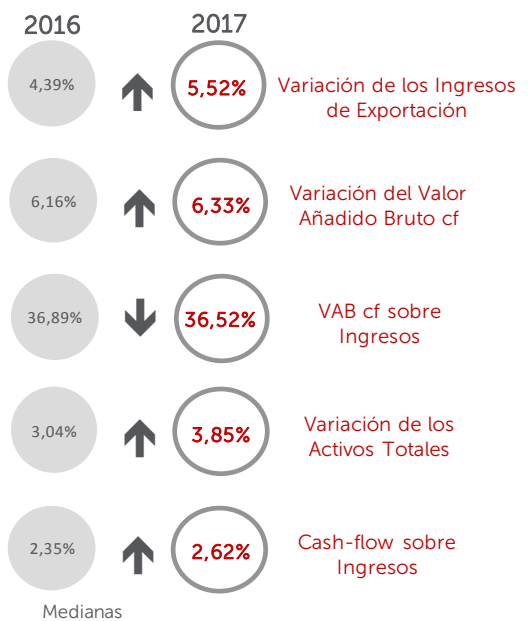 2016 2017
4,39% 5,52% Variación de los Ingresos
de Exportación
6,16% 6,33% Variación del Valor
Añadido Bruto cf
36,89% 36,52% VAB cf sobre
Ingresos
3,04% 3,85% Variación de los
Activos Totales
2,35% 2,62% Cash-flow sobre
Ingresos
Medianas